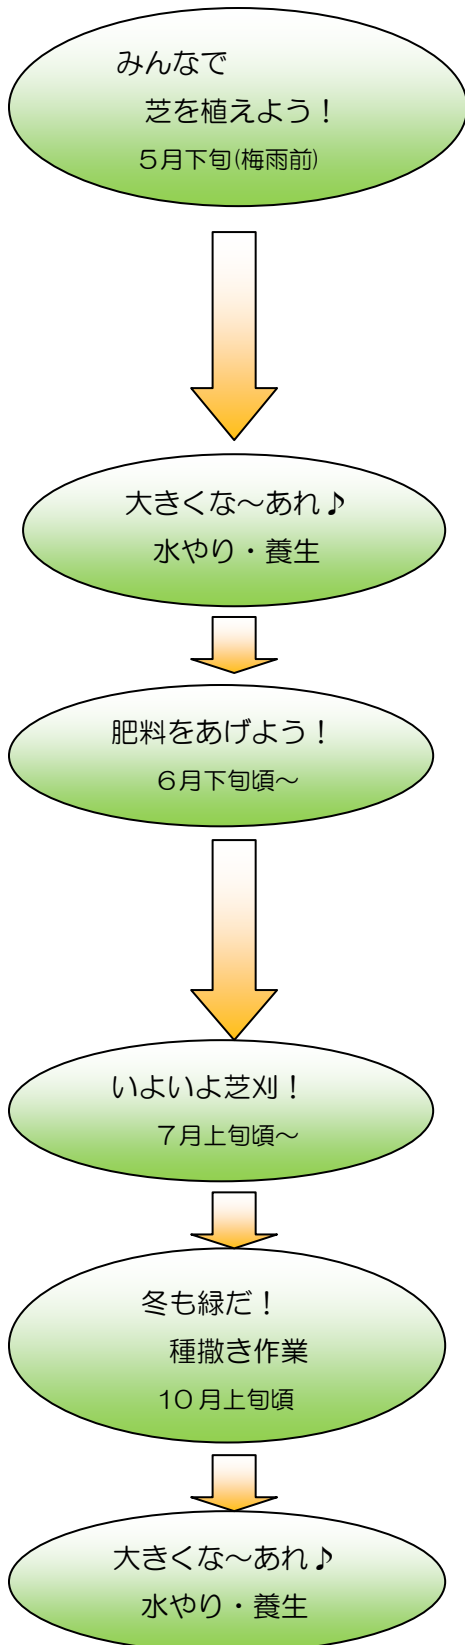 みんなで
芝を植えよう！
５月下旬(梅雨前)
大きくな～あれ♪
水やり・養生
肥料をあげよう！
６月下旬頃～
いよいよ芝刈！
７月上旬頃～
冬も緑だ！
種撒き作業
10月上旬頃
大きくな～あれ♪
水やり・養生